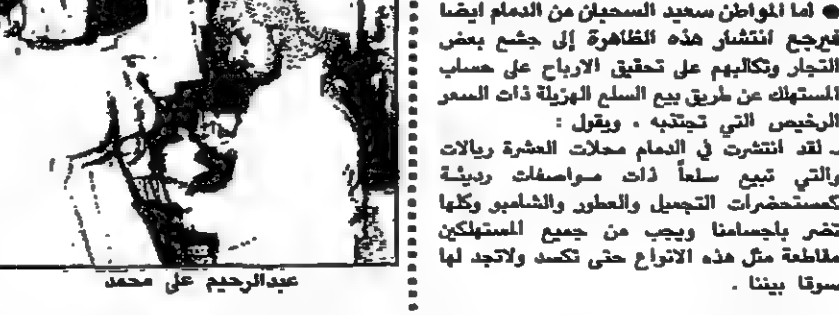 ● اما المواطن سعيد السحبان من الدمام ايضا
فيرجع انتشار هذه الظاهرة إلى جشع بعض
التجار وتكالبهم على تحقيق الارباح على حساب
المستهلك عن طريق بيع السلع الهزيلة ذات السعر
الرخيص التي تجتذبه . ويقول :
ـ لقد انتشرت في الدمام محلات العشرة ريالات
والتي تبيع سلعاً ذات مواصفات رديئة
كمستحضرات التجميل والعطور والشامبو وكلها
تضر باجسامنا ويجب من جميع المستهلكين
مقاطعة مثل هذه الانواع حتى تكسد ولاتجد لها
سوقا بيننا .
عبدالرحيم على محمد